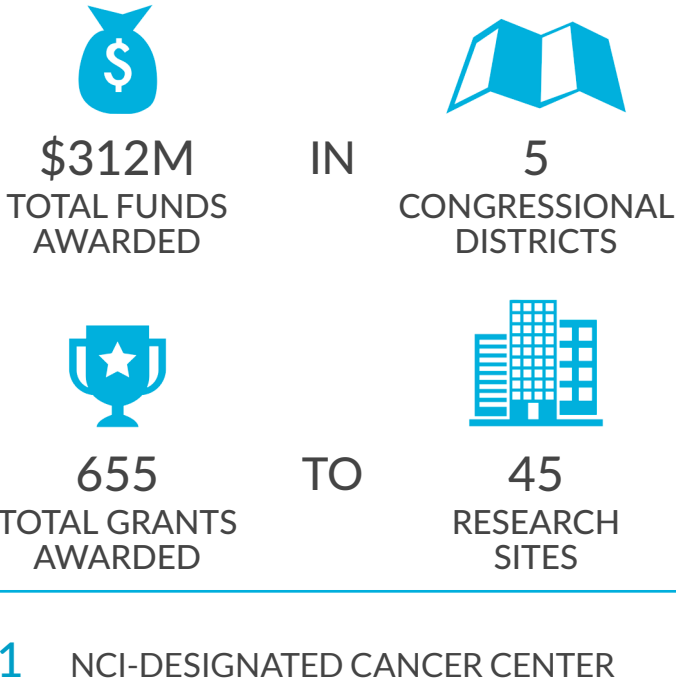 $
$312M IN 5
TOTAL FUNDS CONGRESSIONAL
AWARDED DISTRICTS
655 TO 45
TOTAL GRANTS RESEARCH
AWARDED SITES
1 NCI-DESIGNATED CANCER CENTER